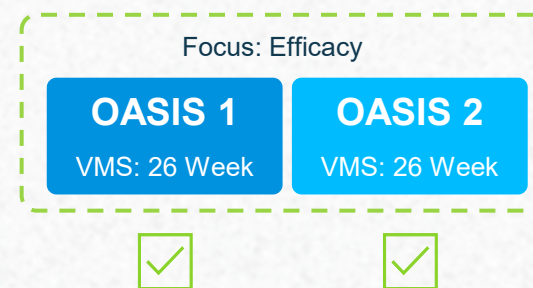 Focus: Efficacy
OASIS 1
VMS: 26 Week
OASIS 2
VMS: 26 Week